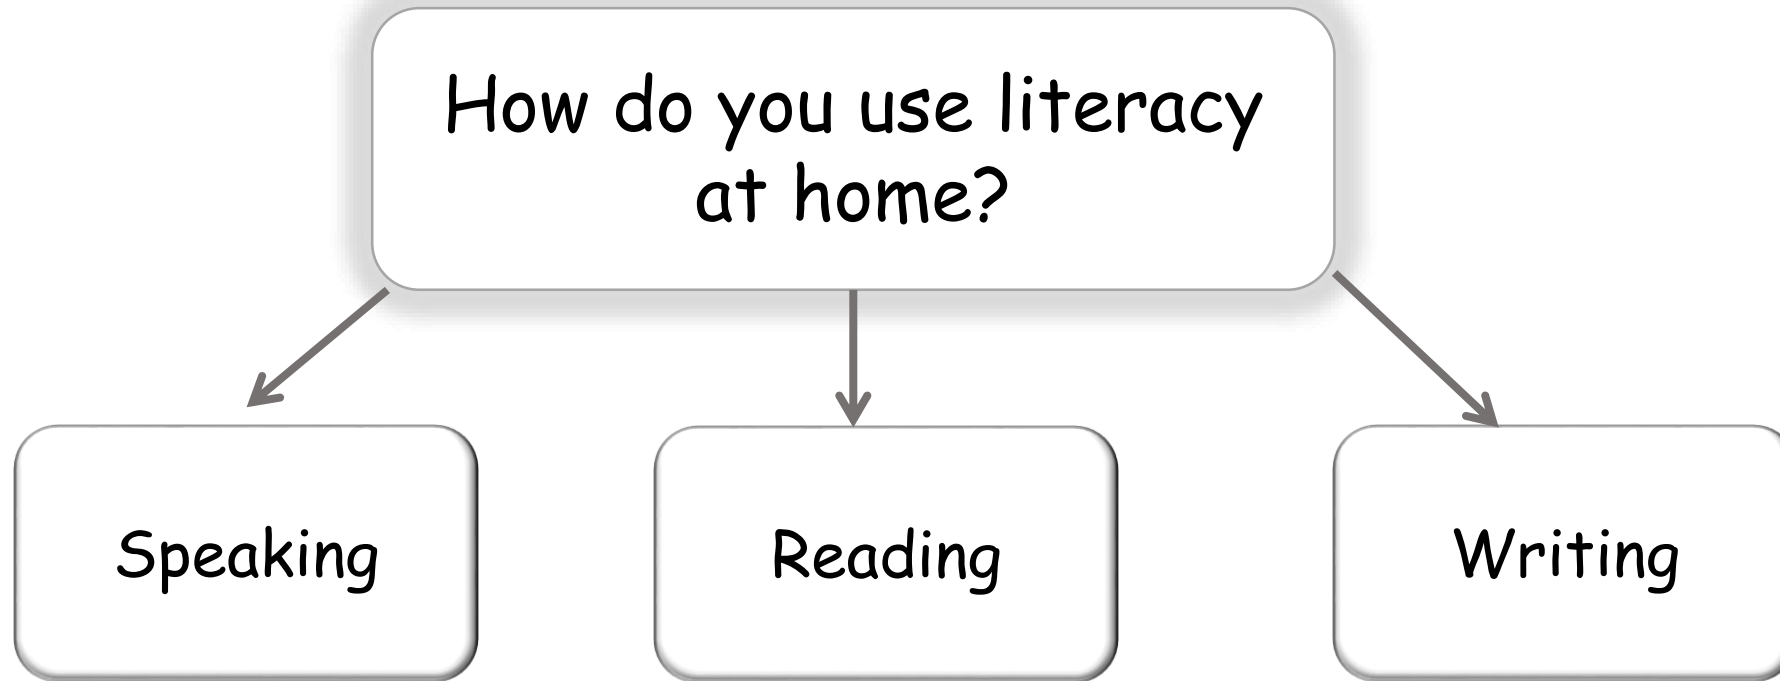 How do you use literacy
at home?
Speaking
Reading
Writing